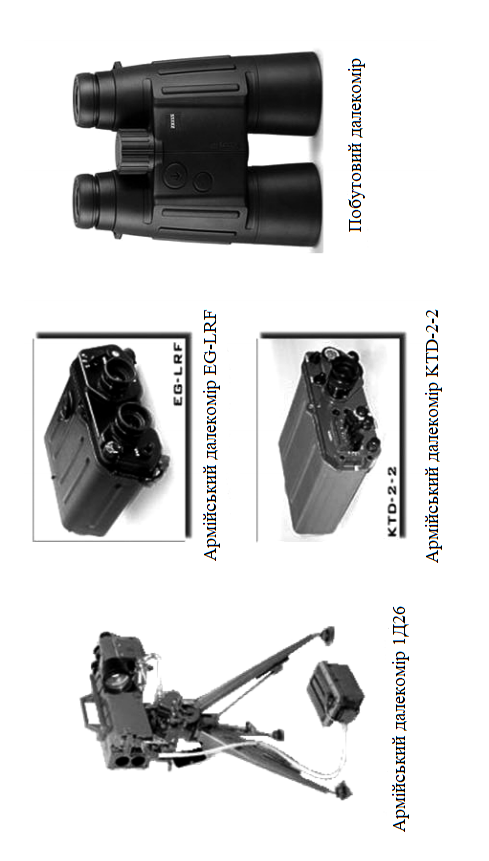 Армійський далекомір 1Д26
EG-LRF
Армійський далекомір EG-LRF
KTD-2-2
Армійський далекомір KTD-2-2
ZEISS
Побутовий далекомір